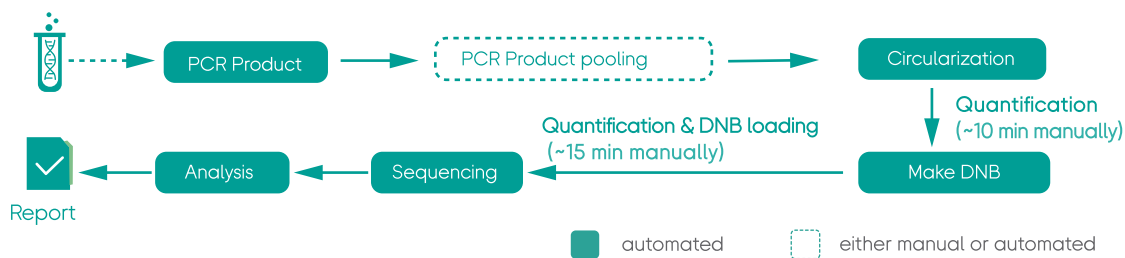 PCR Product
PCR Product pooling
Circularization
Quantification
(~10 min manually)
Quantification & DNB loading
(~15 min manually)
Make DNB
Sequencing
Analysis
Report
automated
either manual or automated